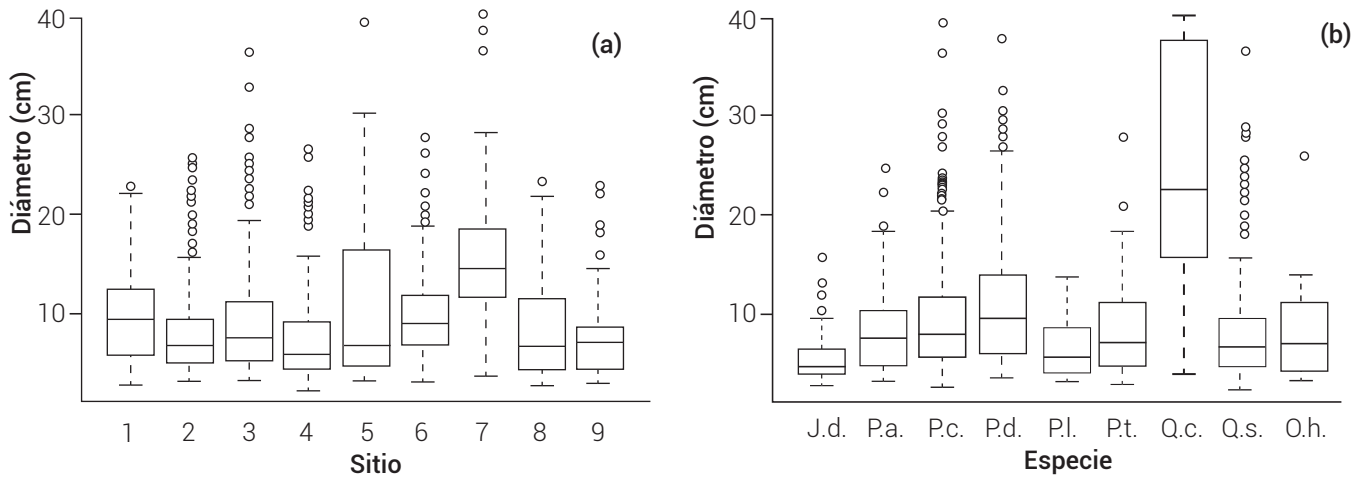 40
30
20
10
Diámetro (cm)
(a)
1 2 3 4 5 6 7 8 9
Sitio
40
30
20
10
Diámetro (cm)
(b)
J.d. P.a. P.c. P.d. P.l. P.t. Q.c. Q.s. O.h.
Especie